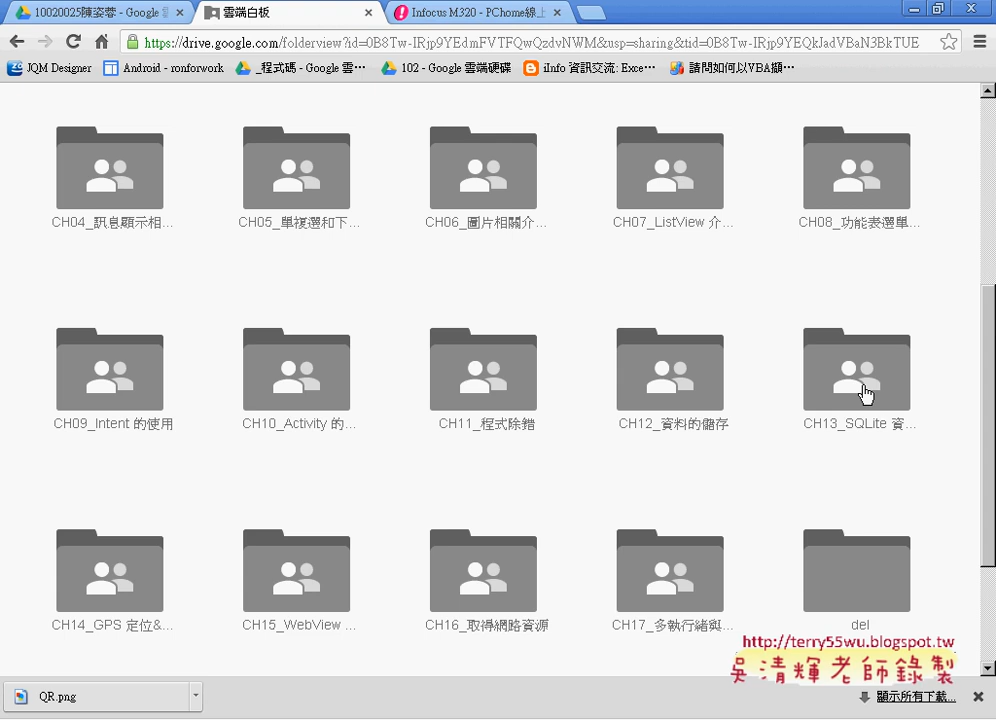 10020025陳姿蓉 - Google 雲
雲端白板
Infocus M320 - PChome線上
https://drive.google.com/folderview?id=0B8Tw-IRjp9YEdmFVTFQwQzdvNWM&usp=sharing&tid=0B8Tw-IRjp9YEQkJadVBaN3BkTUE
JQM Designer
Android - ronforwork
_程式碼 - Google 雲…
102 - Google 雲端硬碟
iInfo 資訊交流: Exce…
請問如何以VBA擷…
CH04_訊息顯示相...
CH05_單複選和下...
CH06_圖片相關介...
CH07_ListView 介...
CH08_功能表選單...
CH09_Intent 的使用
CH10_Activity 的...
CH11_程式除錯
CH12_資料的儲存
CH13_SQLite 資...
CH14_GPS 定位&...
CH15_WebView ...
CH16_取得網路資源
CH17_多執行緒與...
del
http://terry55wu.blogspot.tw
吳清輝老師錄製
QR.png
顯示所有下載...